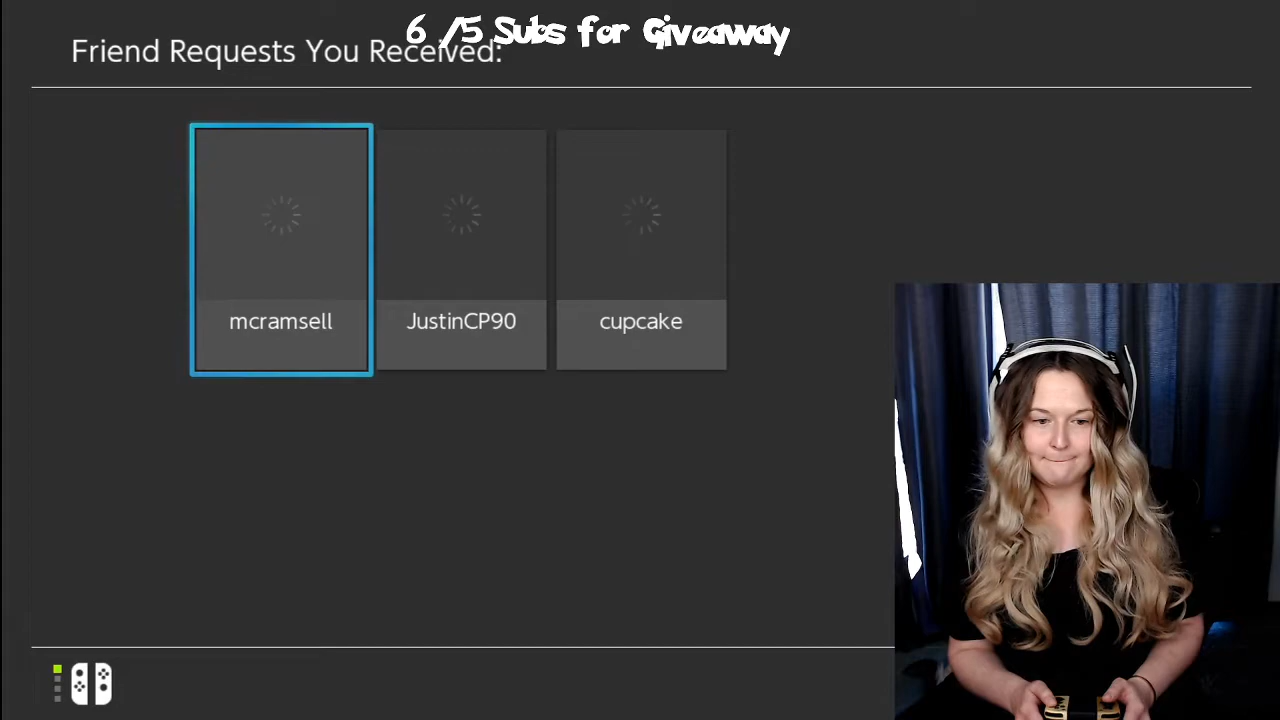 6 /5 Subs for Giveaway
Friend Requests You Received:
mcramsell
JustinCP90
cupcake